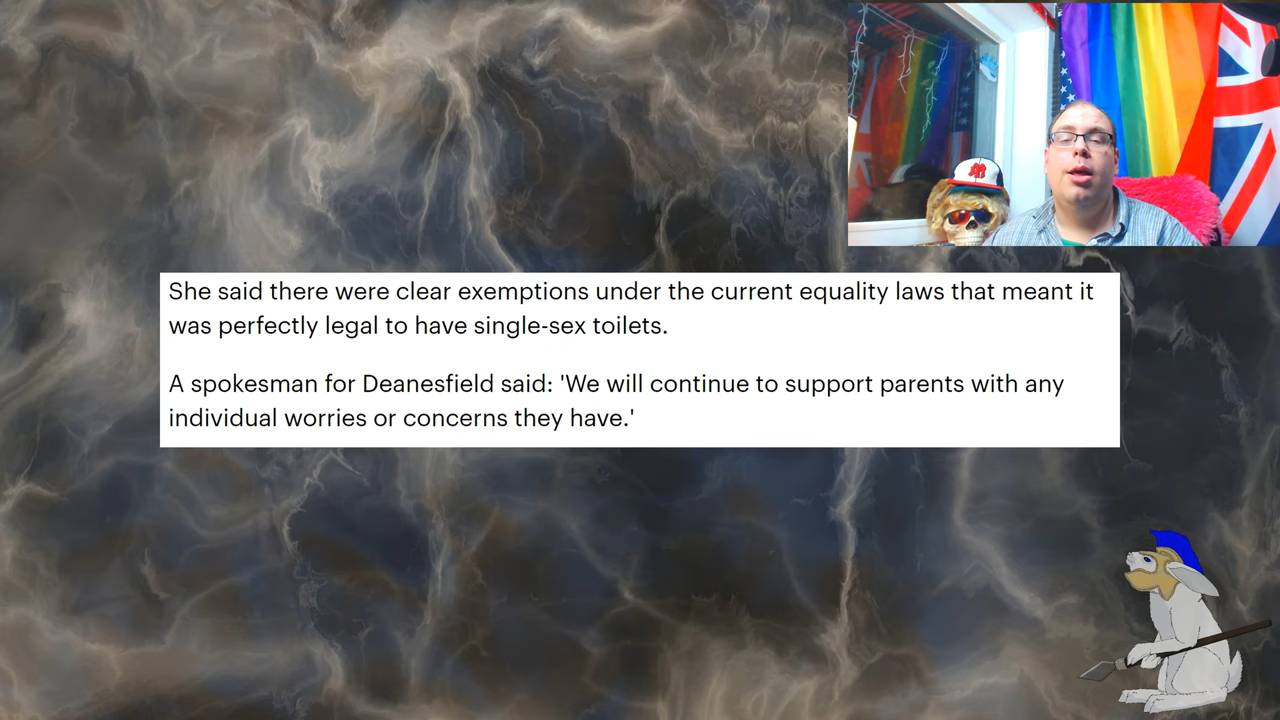 She said there were clear exemptions under the current equality laws that meant it
was perfectly legal to have single-sex toilets.
A spokesman for Deanesfield said: 'We will continue to support parents with any
individual worries or concerns they have.'